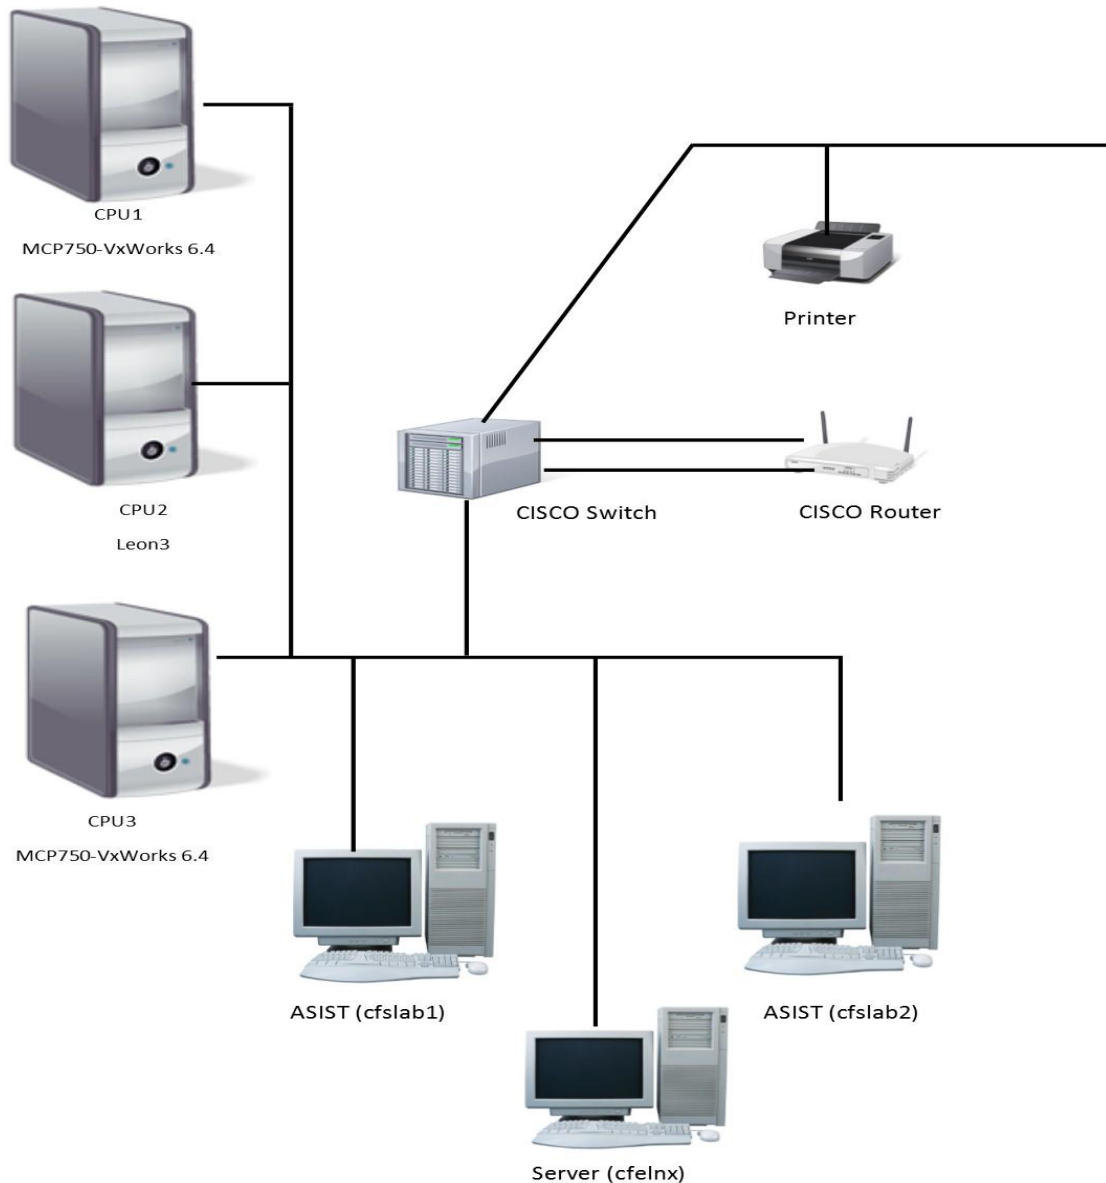 CPU1
MCP750-VxWorks 6.4
Printer
CISCO Switch
CISCO Router
CPU2
Leon3
CPU3
MCP750-VxWorks 6.4
ASIST (cfslab1)
ASIST (cfslab2)
Server (cfelnx)